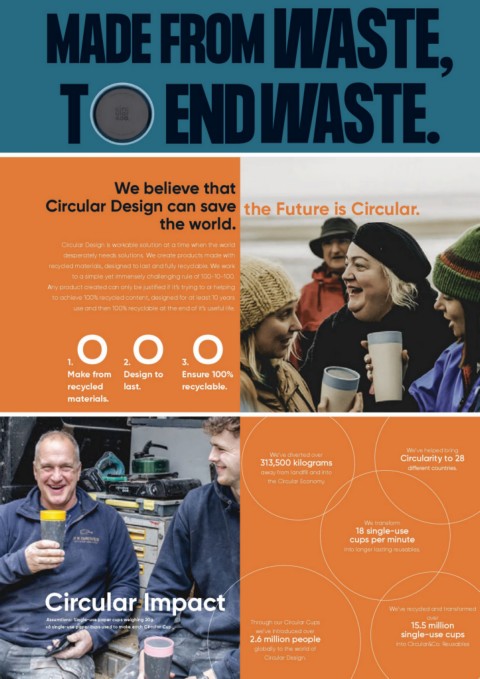 MADE FROM WASTE,
TO END WASTE.
We believe that
Circular Design can save
the world.
the Future is Circular.
Circular Design is workable solution at a time when the world
desperately needs solutions. We create products made with
recycled materials, designed to last and fully recyclable. We work
to a simple yet immensely challenging rule of 100-10-100.
Any product created can only be justified if it's trying to or helping
to achieve 100% recycled content, designed for at least 10 years
use and then 100% recyclable at the end of it's useful life.
1.
Make from
recycled
materials.
2.
Design to
last.
3.
Ensure 100%
recyclable.
Circular Impact
Assumptions: Single-use paper cups weighing 20g
We've diverted over
313,500 kilograms
away from landfill and into
the Circular Economy.
We've helped bring
Circularity to 28
different countries.
We transform
18 single-use
cups per minute
into longer-lasting reusables.
Through our Circular Cups
we've introduced over
2.6 million people
globally to the world of
Circular Design.
We've recycled and transformed
over
15.5 million
single-use cups
into Circular&Co. Reusables.